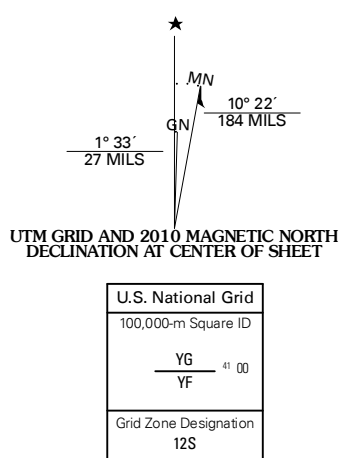 ★
MN
10° 22´
184 MILS
GN
1° 33´
27 MILS
UTM GRID AND 2010 MAGNETIC NORTH
DECLINATION AT CENTER OF SHEET
U.S. National Grid
100,000-m Square ID
YG
41 00
YF
Grid Zone Designation
12S